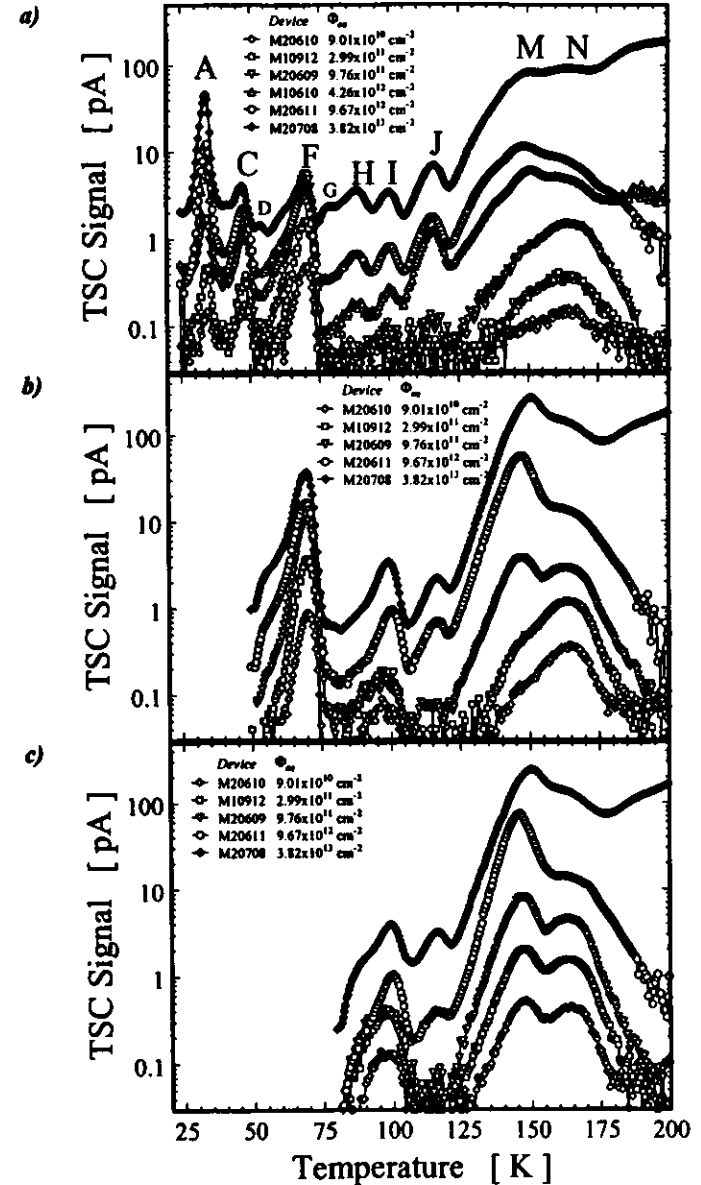 a)
Device Φeq
M20610 9.01x10^10 cm^-2
M10912 2.99x10^11 cm^-2
M20609 9.76x10^11 cm^-2
M10610 4.26x10^12 cm^-2
M20611 9.67x10^12 cm^-2
M20708 3.82x10^13 cm^-2
A C D F G H I J M N
100
10
1
0.1
TSC Signal [ pA ]
b)
Device Φeq
M20610 9.01x10^10 cm^-2
M10912 2.99x10^11 cm^-2
M20609 9.76x10^11 cm^-2
M20611 9.67x10^12 cm^-2
M20708 3.82x10^13 cm^-2
100
10
1
0.1
TSC Signal [ pA ]
c)
Device Φeq
M20610 9.01x10^10 cm^-2
M10912 2.99x10^11 cm^-2
M20609 9.76x10^11 cm^-2
M20611 9.67x10^12 cm^-2
M20708 3.82x10^13 cm^-2
100
10
1
0.1
TSC Signal [ pA ]
25 50 75 100 125 150 175 200
Temperature [ K ]